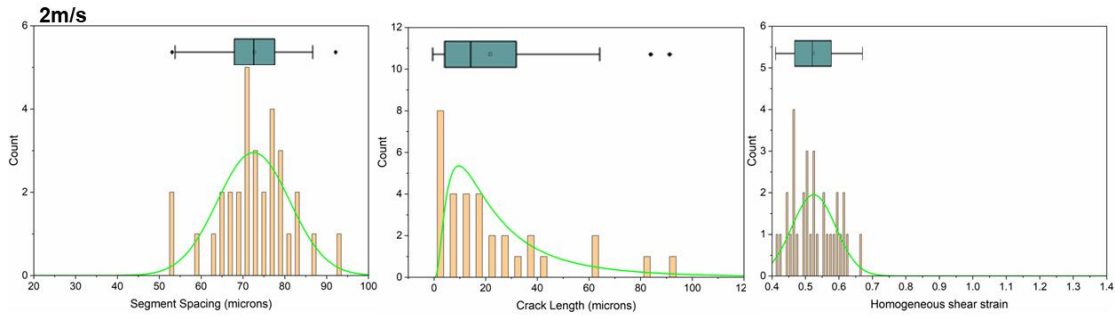 2m/s
6
4
2
0
Count
20 30 40 50 60 70 80 90 100
Segment Spacing (microns)
12
10
8
6
4
2
0
Count
0 20 40 60 80 100 120
Crack Length (microns)
6
5
4
3
2
1
0
Count
0.4 0.5 0.6 0.7 0.8 0.9 1.0 1.1 1.2 1.3 1.4
Homogeneous shear strain